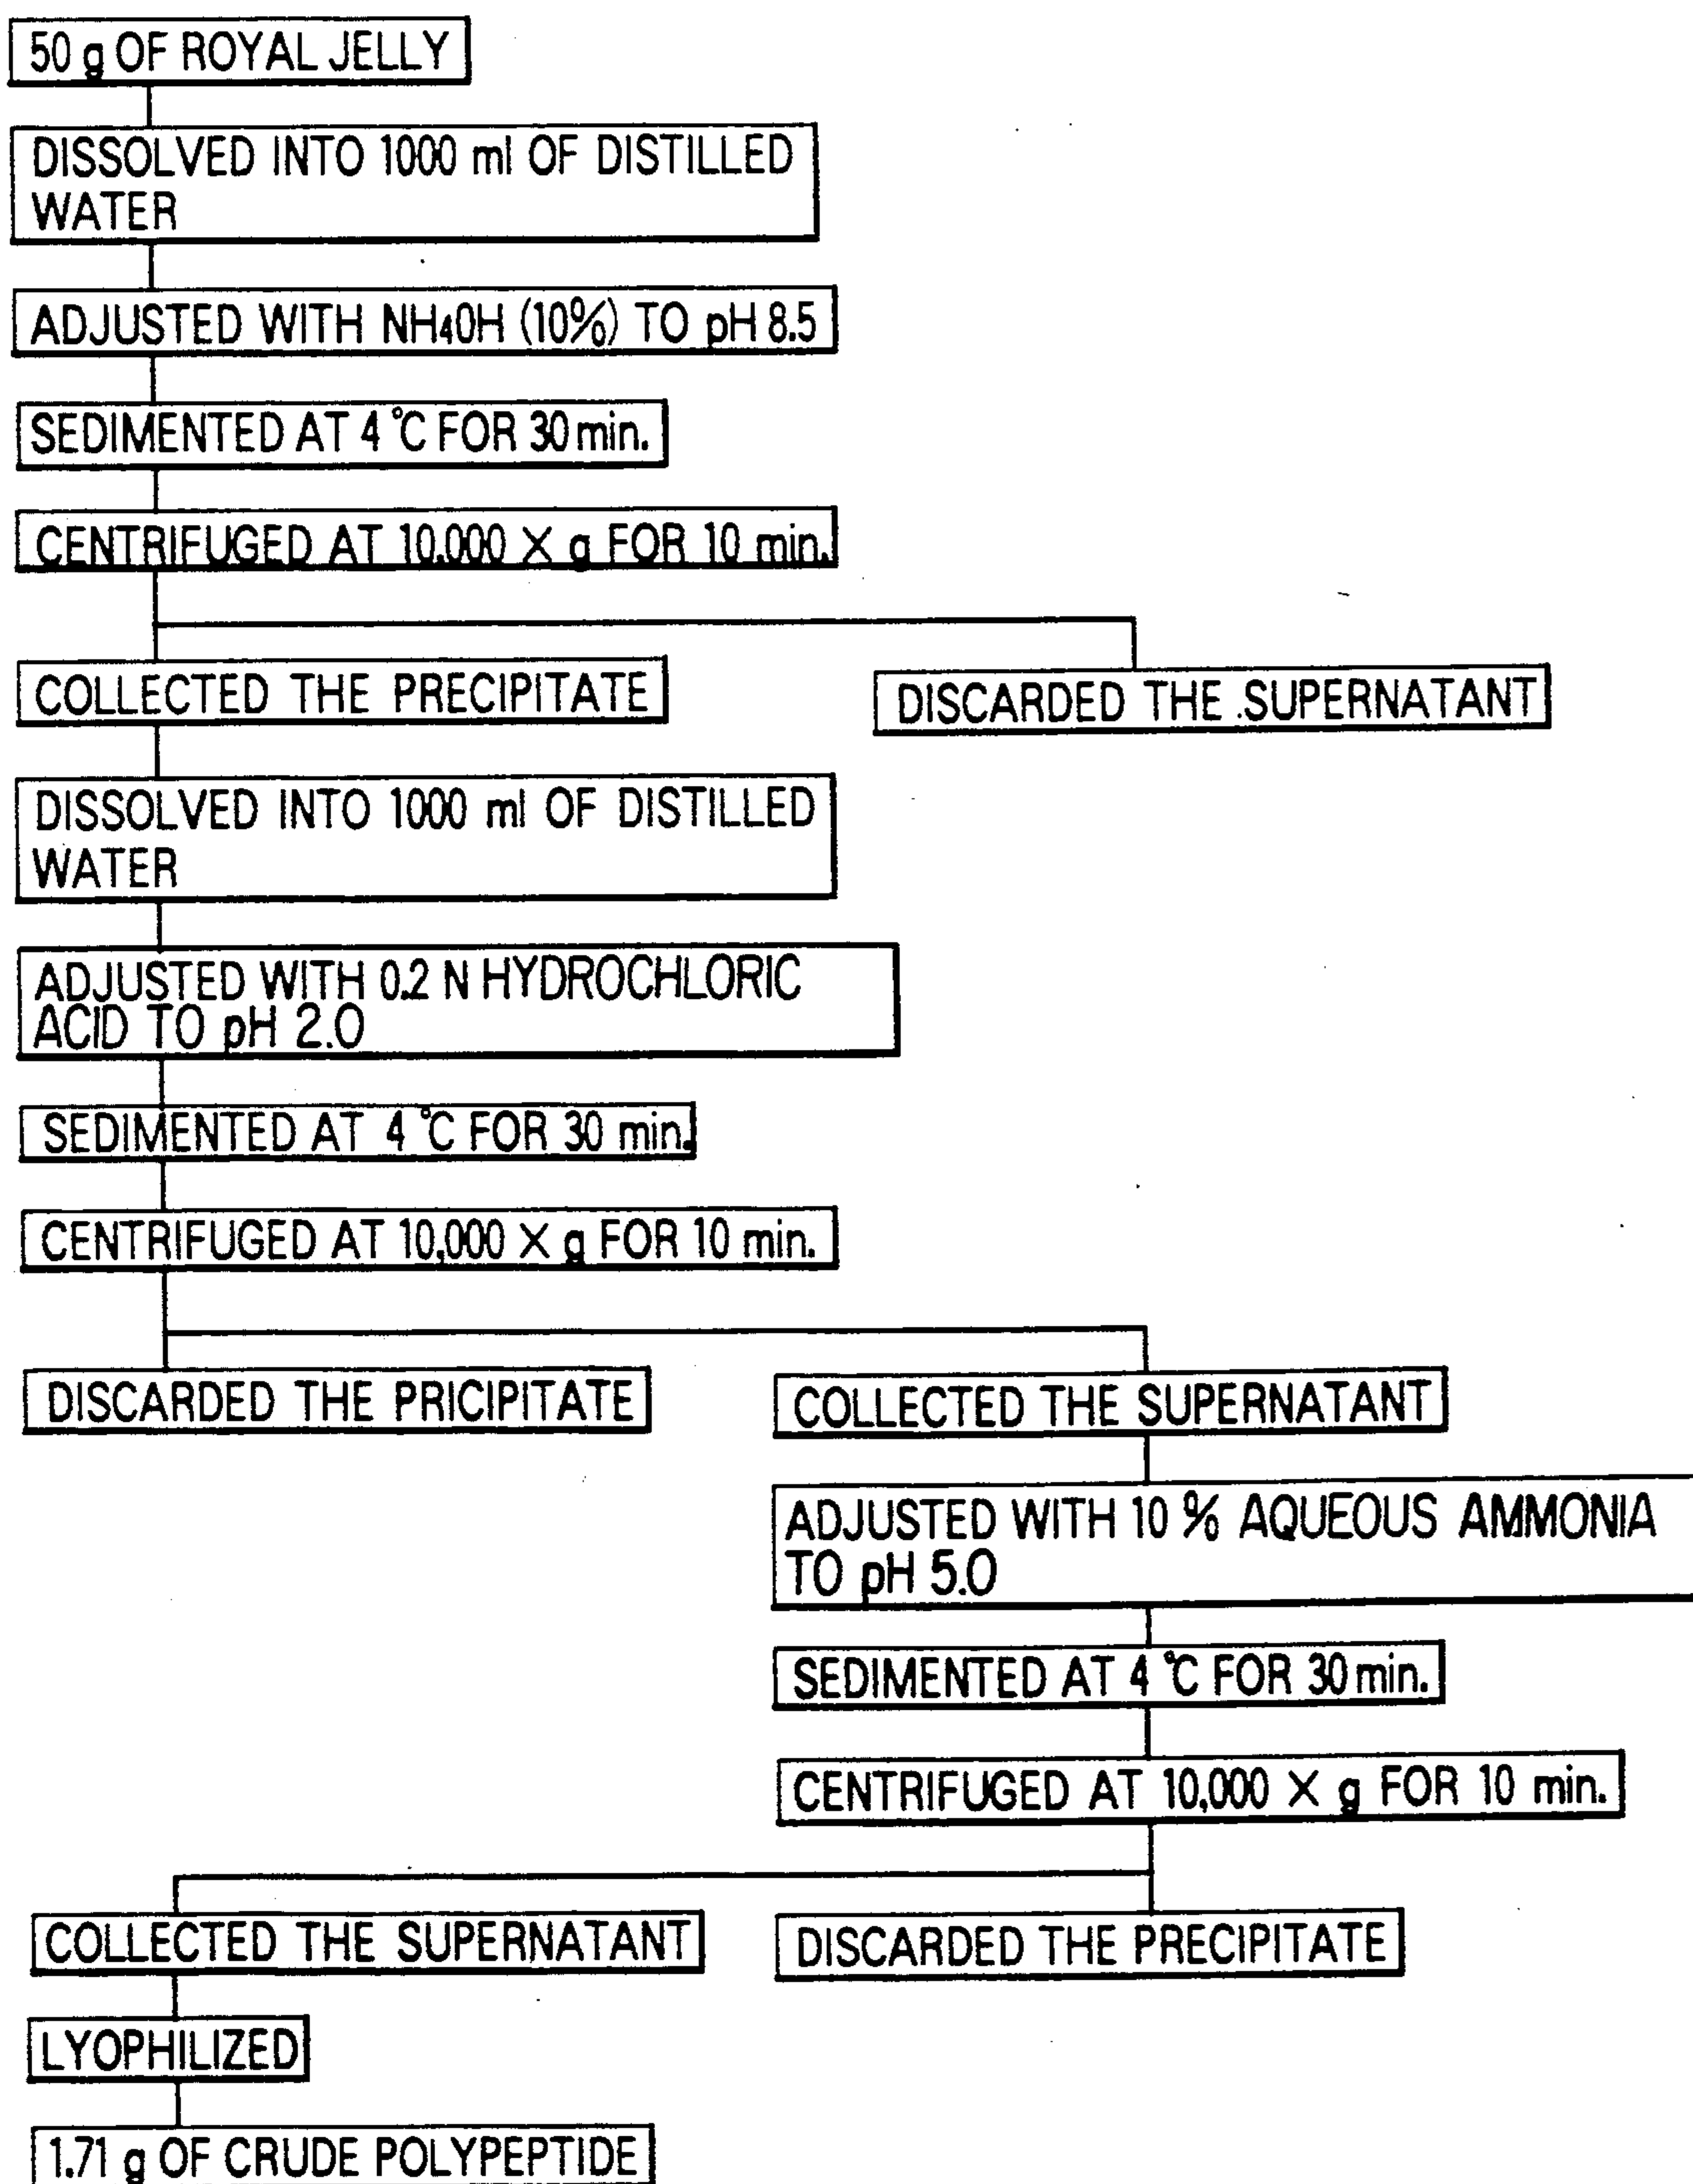 50 g OF ROYAL JELLY
DISSOLVED INTO 1000 ml OF DISTILLED
WATER
ADJUSTED WITH NH4OH (10%) TO pH 8.5
SEDIMENTED AT 4 °C FOR 30 min.
CENTRIFUGED AT 10,000 X g FOR 10 min.
COLLECTED THE PRECIPITATE
DISCARDED THE SUPERNATANT
DISSOLVED INTO 1000 ml OF DISTILLED
WATER
ADJUSTED WITH 0.2 N HYDROCHLORIC
ACID TO pH 2.0
SEDIMENTED AT 4 °C FOR 30 min.
CENTRIFUGED AT 10,000 X g FOR 10 min.
DISCARDED THE PRICIPITATE
COLLECTED THE SUPERNATANT
ADJUSTED WITH 10 % AQUEOUS AMMONIA
TO pH 5.0
SEDIMENTED AT 4 °C FOR 30 min.
CENTRIFUGED AT 10,000 X g FOR 10 min.
COLLECTED THE SUPERNATANT
DISCARDED THE PRECIPITATE
LYOPHILIZED
1.71 g OF CRUDE POLYPEPTIDE